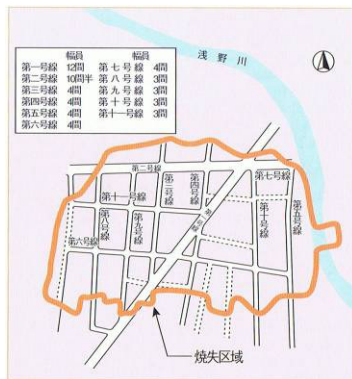 幅員 幅員
第一号線 12間 第七号線 4間
第二号線 10間半 第八号線 3間
第三号線 4間 第九号線 3間
第四号線 4間 第十号線 3間
第五号線 4間 第十一号線 3間
第六号線 4間
浅野川
第二号線
第七号線
第三号線
第四号線
第十一号線
第八号線
第九号線
第十号線
第五号線
第六号線
焼失区域